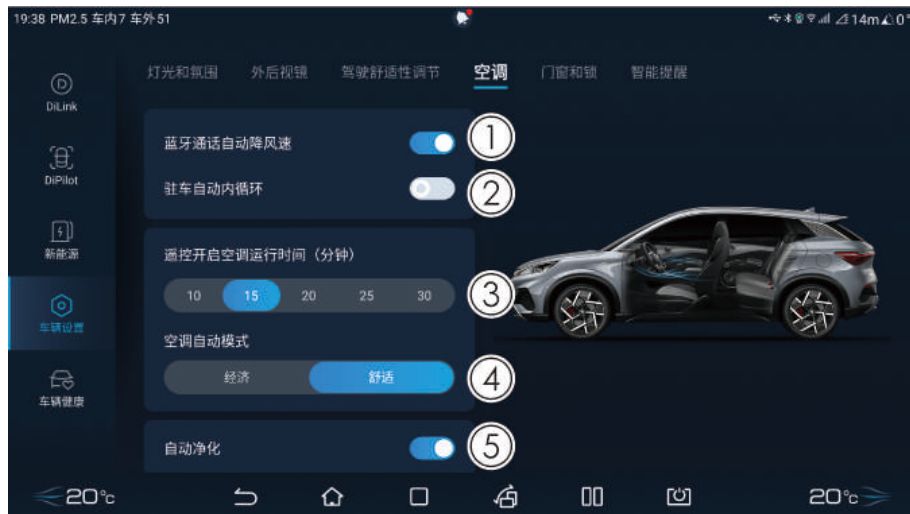 19:38 PM2.5 车内7 车外51
14m 0°
灯光和氛围 外后视镜 驾驶舒适性调节 空调 门窗和锁 智能提醒
DiLink
DiPilot
新能源
车辆设置
车辆健康
蓝牙通话自动降风速 ①
驻车自动内循环 ②
遥控开启空调运行时间（分钟）
10 15 20 25 30 ③
空调自动模式
经济 舒适 ④
自动净化 ⑤
20°c 20°c